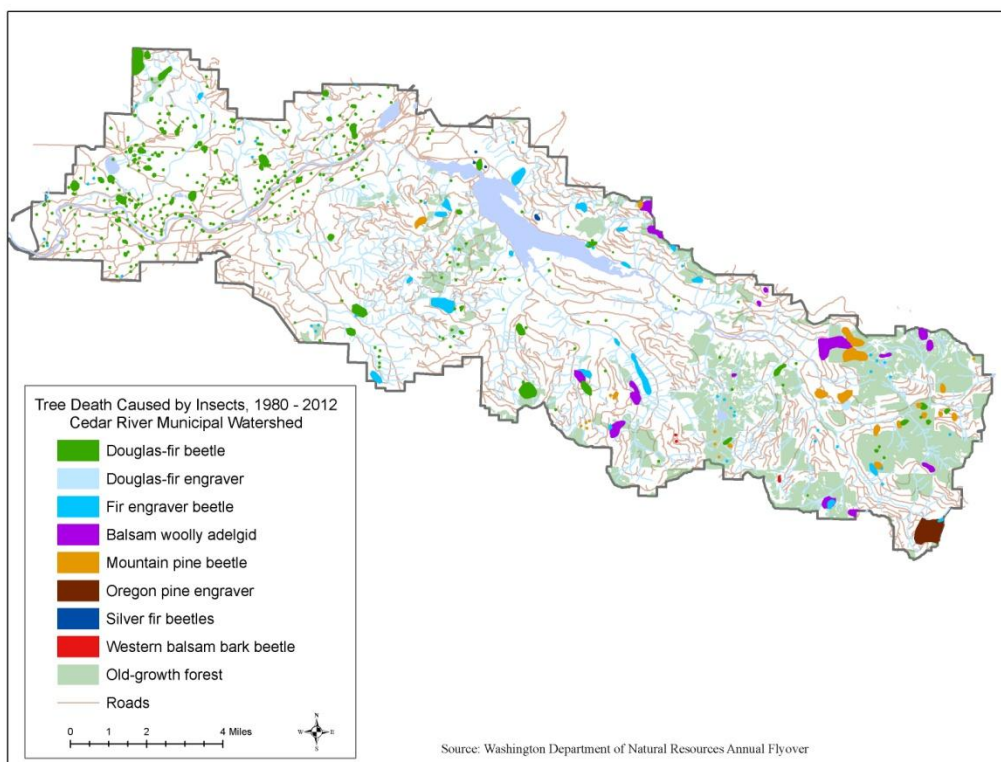 Tree Death Caused by Insects, 1980 - 2012
Cedar River Municipal Watershed
Douglas-fir beetle
Douglas-fir engraver
Fir engraver beetle
Balsam woolly adelgid
Mountain pine beetle
Oregon pine engraver
Silver fir beetles
Western balsam bark beetle
Old-growth forest
Roads
0 1 2 4 Miles
N
W E
S
Source: Washington Department of Natural Resources Annual Flyover